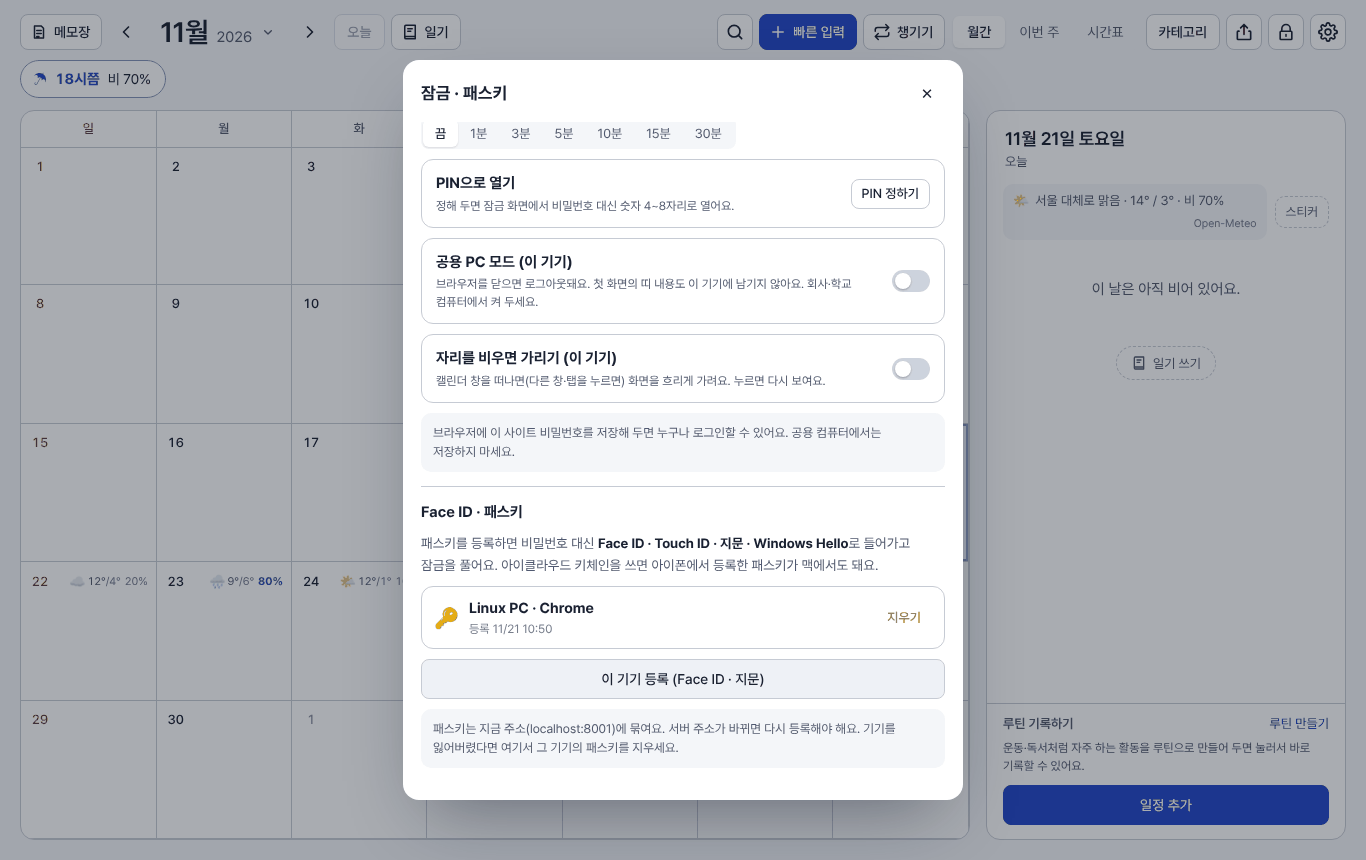 메모장
11월 2026
오늘
일기
빠른 입력
챙기기
월간
이번 주
시간표
카테고리
18시쯤 비 70%
일
월
화
1
2
3
8
9
10
15
16
17
22
12°/4° 20%
23
9°/6° 80%
24
12°/1°
29
30
1
잠금 · 패스키
끔
1분
3분
5분
10분
15분
30분
PIN으로 열기
정해 두면 잠금 화면에서 비밀번호 대신 숫자 4~8자리로 열어요.
PIN 정하기
공용 PC 모드 (이 기기)
브라우저를 닫으면 로그아웃돼요. 첫 화면의 띠 내용도 이 기기에 남기지 않아요. 회사·학교
컴퓨터에서 켜 두세요.
자리를 비우면 가리기 (이 기기)
캘린더 창을 떠나면(다른 창·탭을 누르면) 화면을 흐리게 가려요. 누르면 다시 보여요.
브라우저에 이 사이트 비밀번호를 저장해 두면 누구나 로그인할 수 있어요. 공용 컴퓨터에서는
저장하지 마세요.
Face ID · 패스키
패스키를 등록하면 비밀번호 대신 Face ID · Touch ID · 지문 · Windows Hello로 들어가고
잠금을 풀어요. 아이클라우드 키체인을 쓰면 아이폰에서 등록한 패스키가 맥에서도 돼요.
Linux PC · Chrome
등록 11/21 10:50
지우기
이 기기 등록 (Face ID · 지문)
패스키는 지금 주소(localhost:8001)에 묶여요. 서버 주소가 바뀌면 다시 등록해야 해요. 기기를
잃어버렸다면 여기서 그 기기의 패스키를 지우세요.
11월 21일 토요일
오늘
서울 대체로 맑음 · 14° / 3° · 비 70%
Open-Meteo
스티커
이 날은 아직 비어 있어요.
일기 쓰기
루틴 기록하기
루틴 만들기
운동·독서처럼 자주 하는 활동을 루틴으로 만들어 두면 눌러서 바로
기록할 수 있어요.
일정 추가